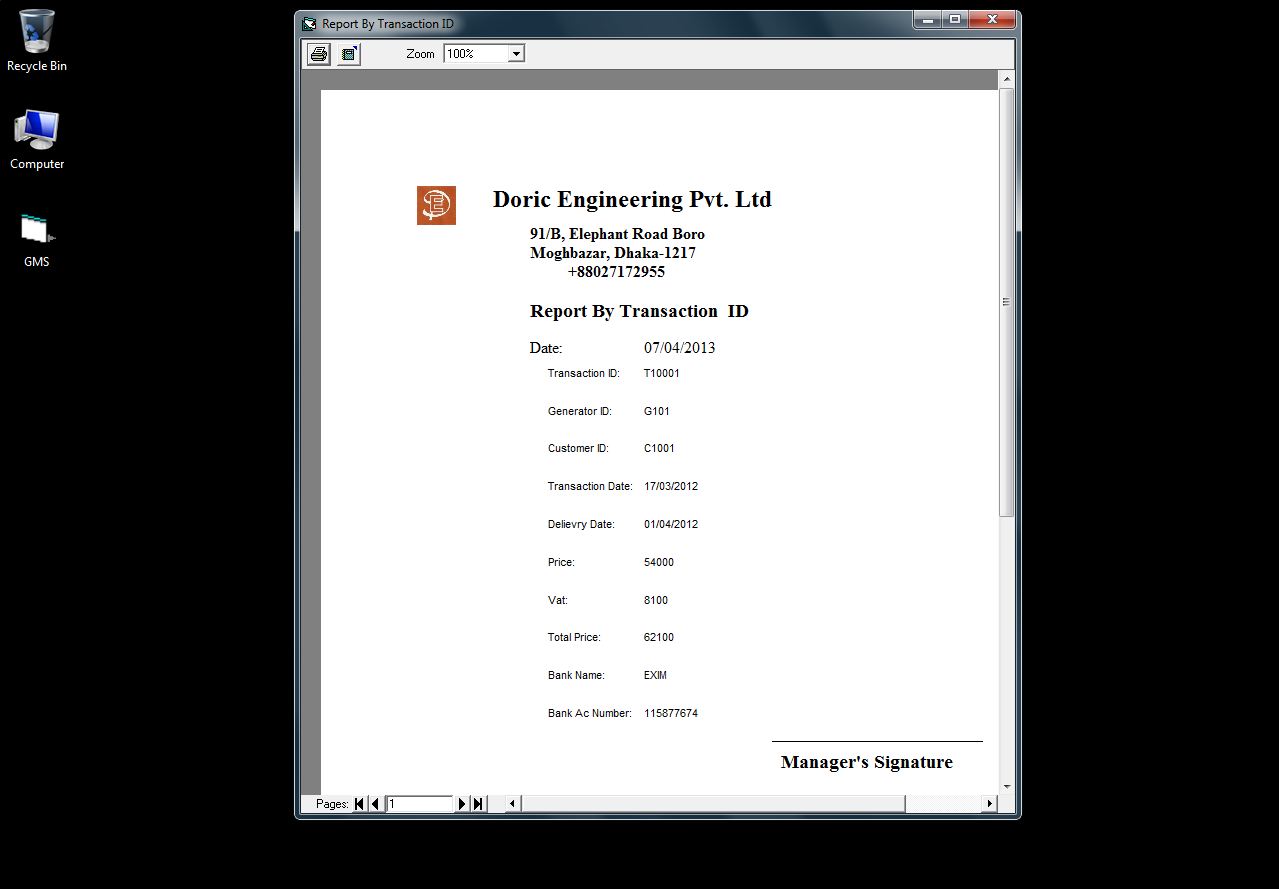 Recycle Bin
Computer
GMS
Report By Transaction ID
Zoom 100%
Doric Engineering Pvt. Ltd
91/B, Elephant Road Boro
Moghbazar, Dhaka-1217
+88027172955
Report By Transaction ID
Date: 07/04/2013
Transaction ID: T10001
Generator ID: G101
Customer ID: C1001
Transaction Date: 17/03/2012
Delievry Date: 01/04/2012
Price: 54000
Vat: 8100
Total Price: 62100
Bank Name: EXIM
Bank Ac Number: 115877674
Manager's Signature
Pages: 1